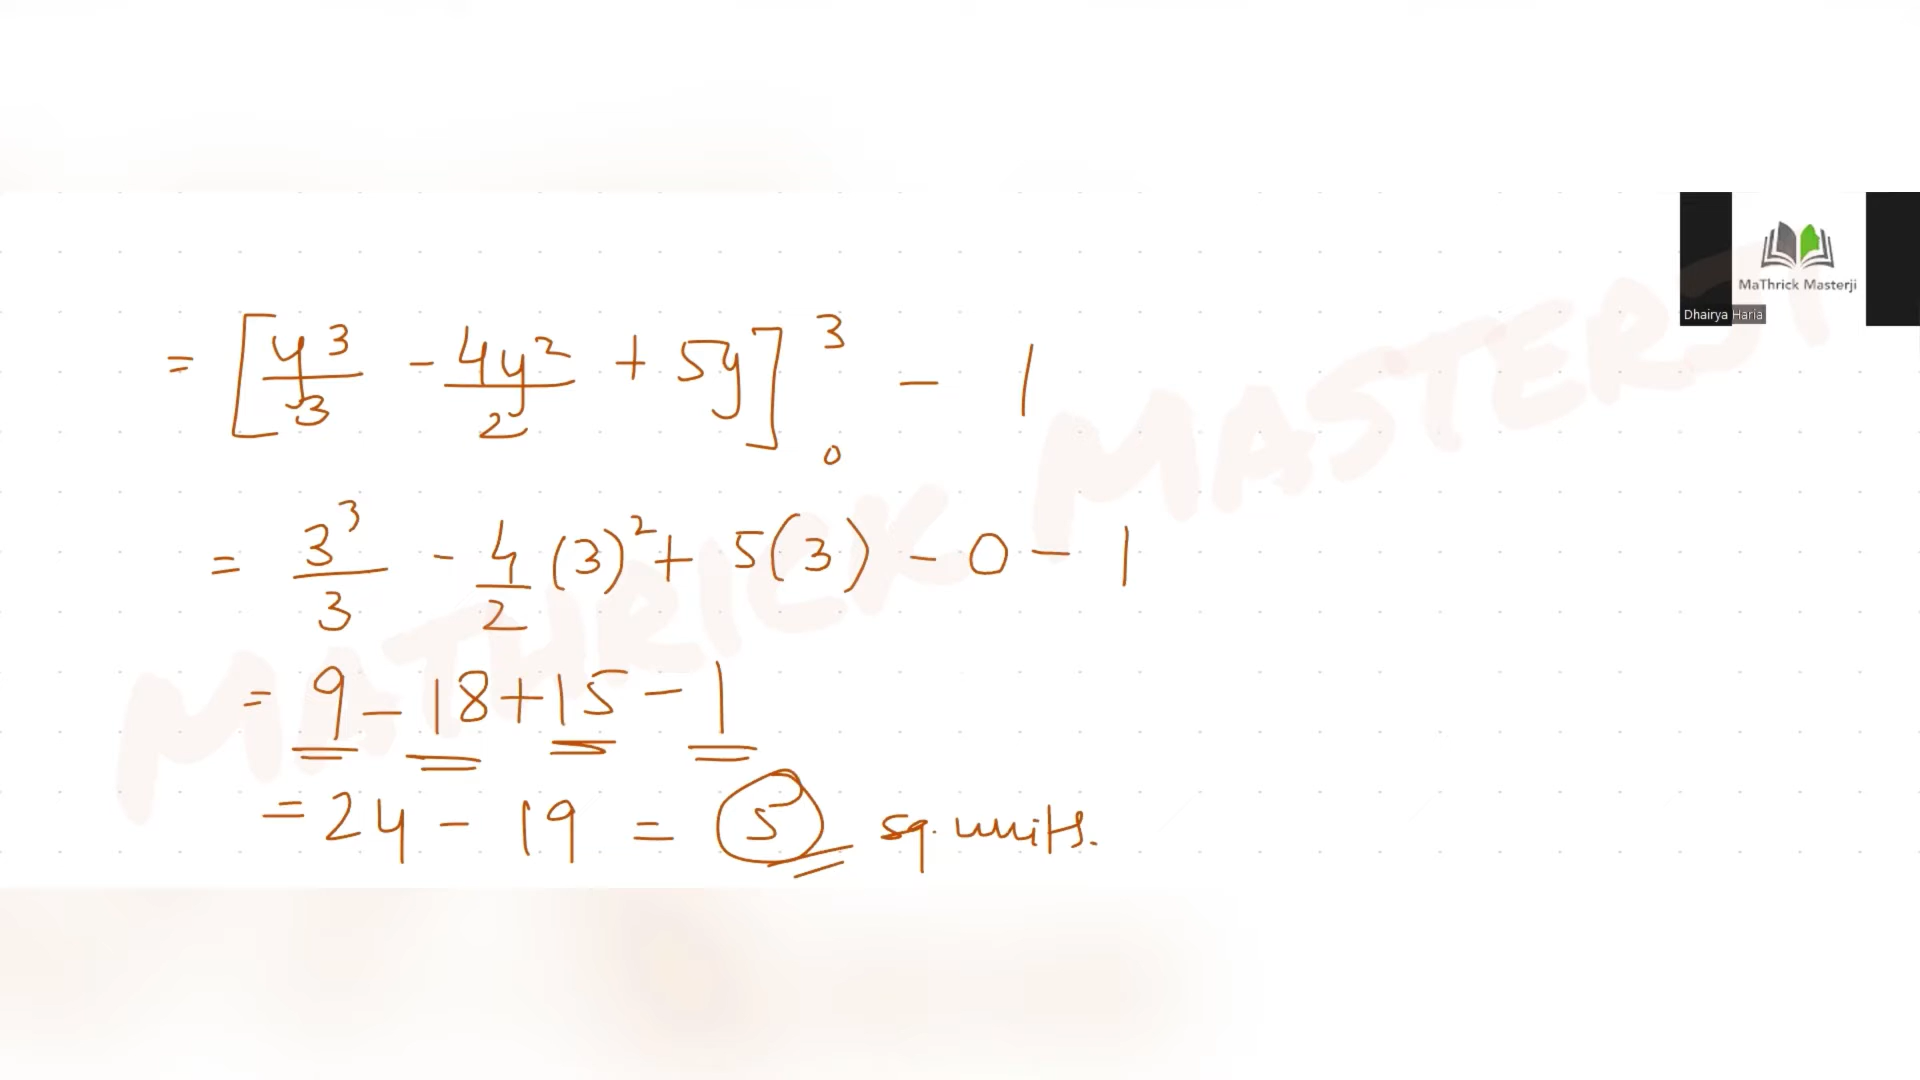 = [y³/3 - 4y²/2 + 5y]³₀ - 1
= 3³/3 - 4/2 (3)² + 5(3) - 0 - 1
= 9 - 18 + 15 - 1
= 24 - 19 = 5 sq. units.
MaThrick Masterji
Dhairya Haria
MATHRICK MASTERJI